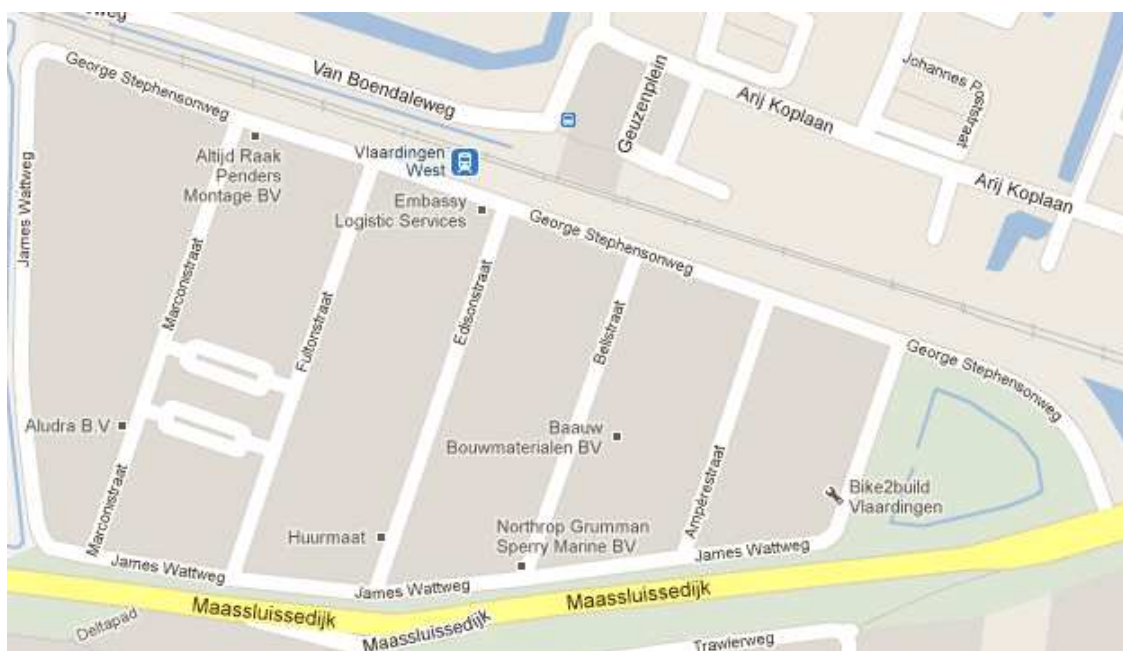 weg
George Stephensonweg
Van Boendaleweg
Geuzenplein
Arij Koplaan
Johannes Poststraat
Arij Koplaan
James Wattweg
Altijd Raak
Penders
Montage BV
Vlaardingen
West
Embassy
Logistic Services
George Stephensonweg
Marconistraat
Fultonstraat
Edisonstraat
Bellstraat
George Stephensonweg
Aludra B.V
Baauw
Bouwmaterialen BV
Ampèrestraat
Bike2build
Vlaardingen
Marconistraat
Huurmaat
Northrop Grumman
Sperry Marine BV
James Wattweg
James Wattweg
James Wattweg
Maassluissedijk
Maassluissedijk
Deltapad
Maassluissedijk
Trawlerweg